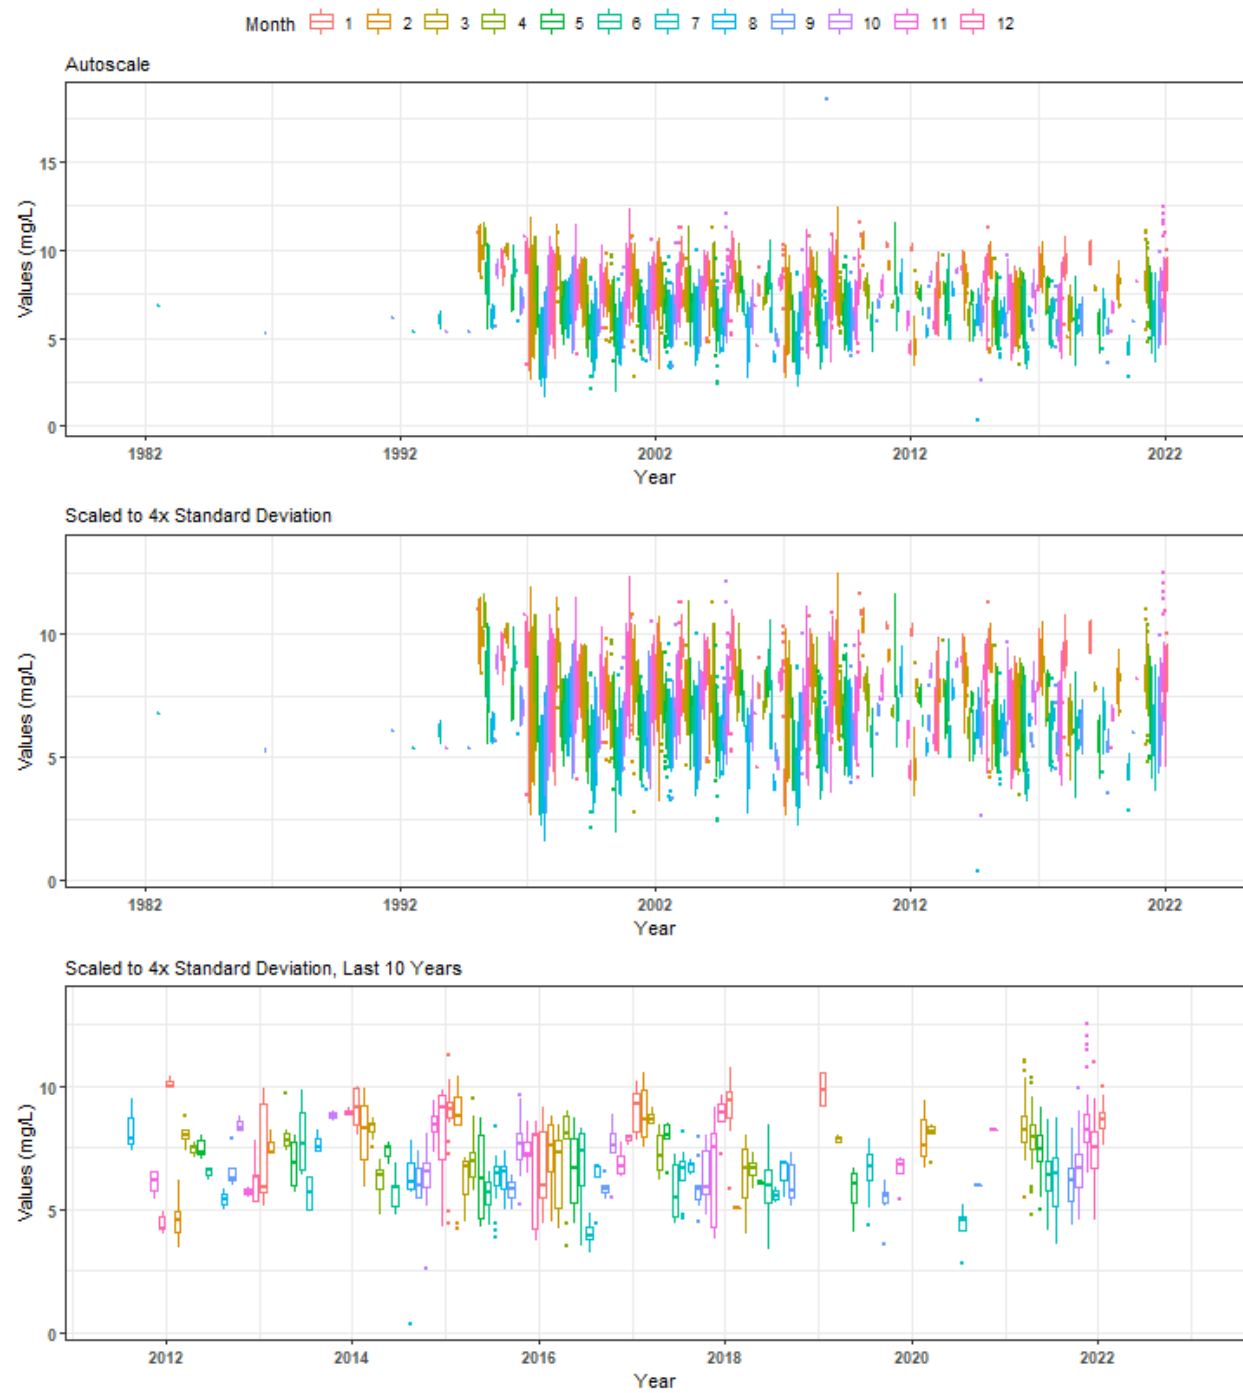 Month 1 2 3 4 5 6 7 8 9 10 11 12
Autoscale
Values (mg/L)
15
10
5
0
1982 1992 2002 2012 2022
Year
Scaled to 4x Standard Deviation
Values (mg/L)
10
5
0
1982 1992 2002 2012 2022
Year
Scaled to 4x Standard Deviation, Last 10 Years
Values (mg/L)
10
5
0
2012 2014 2016 2018 2020 2022
Year